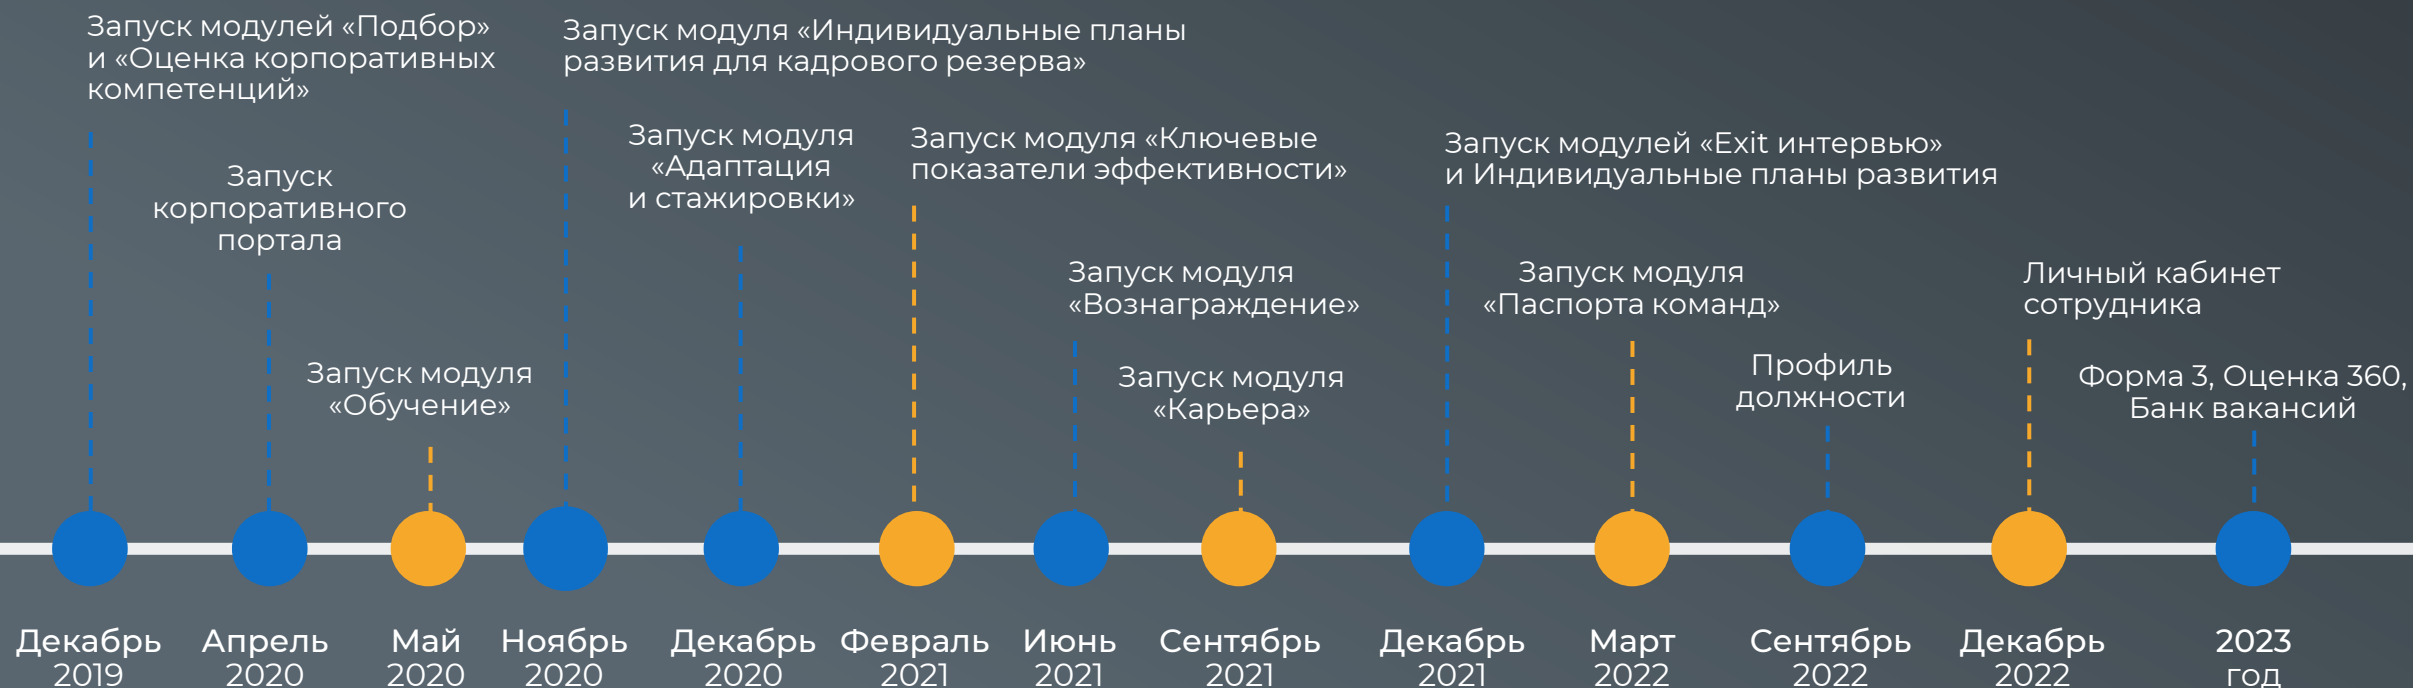 Запуск модулей «Подбор»
и «Оценка корпоративных
компетенций»
Запуск
корпоративного
портала
Запуск модуля
«Обучение»
Запуск модуля «Индивидуальные планы
развития для кадрового резерва»
Запуск модуля
«Адаптация
и стажировки»
Запуск модуля «Ключевые
показатели эффективности»
Запуск модуля
«Вознаграждение»
Запуск модуля
«Карьера»
Запуск модулей «Exit интервью»
и Индивидуальные планы развития
Запуск модуля
«Паспорта команд»
Профиль
должности
Личный кабинет
сотрудника
Форма 3, Оценка 360,
Банк вакансий
Декабрь
2019
Апрель
2020
Май
2020
Ноябрь
2020
Декабрь
2020
Февраль
2021
Июнь
2021
Сентябрь
2021
Декабрь
2021
Март
2022
Сентябрь
2022
Декабрь
2022
2023
год